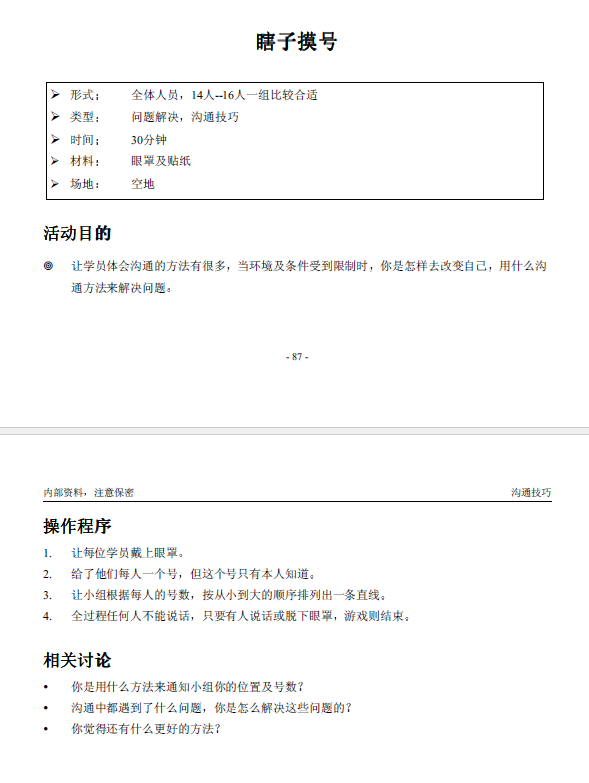 瞎子摸号
➢ 形式: 全体人员，14人--16人一组比较合适
➢ 类型: 问题解决，沟通技巧
➢ 时间: 30分钟
➢ 材料: 眼罩及贴纸
➢ 场地: 空地
活动目的
让学员体会沟通的方法有很多，当环境及条件受到限制时，你是怎样去改变自己，用什么沟
通方法来解决问题。
- 87 -
内部资料，注意保密 沟通技巧
操作程序
1. 让每位学员戴上眼罩。
2. 给了他们每人一个号，但这个号只有本人知道。
3. 让小组根据每人的号数，按从小到大的顺序排列出一条直线。
4. 全过程任何人不能说话，只要有人说话或脱下眼罩，游戏则结束。
相关讨论
• 你是用什么方法来通知小组你的位置及号数？
• 沟通中都遇到了什么问题，你是怎么解决这些问题的？
• 你觉得还有什么更好的方法？